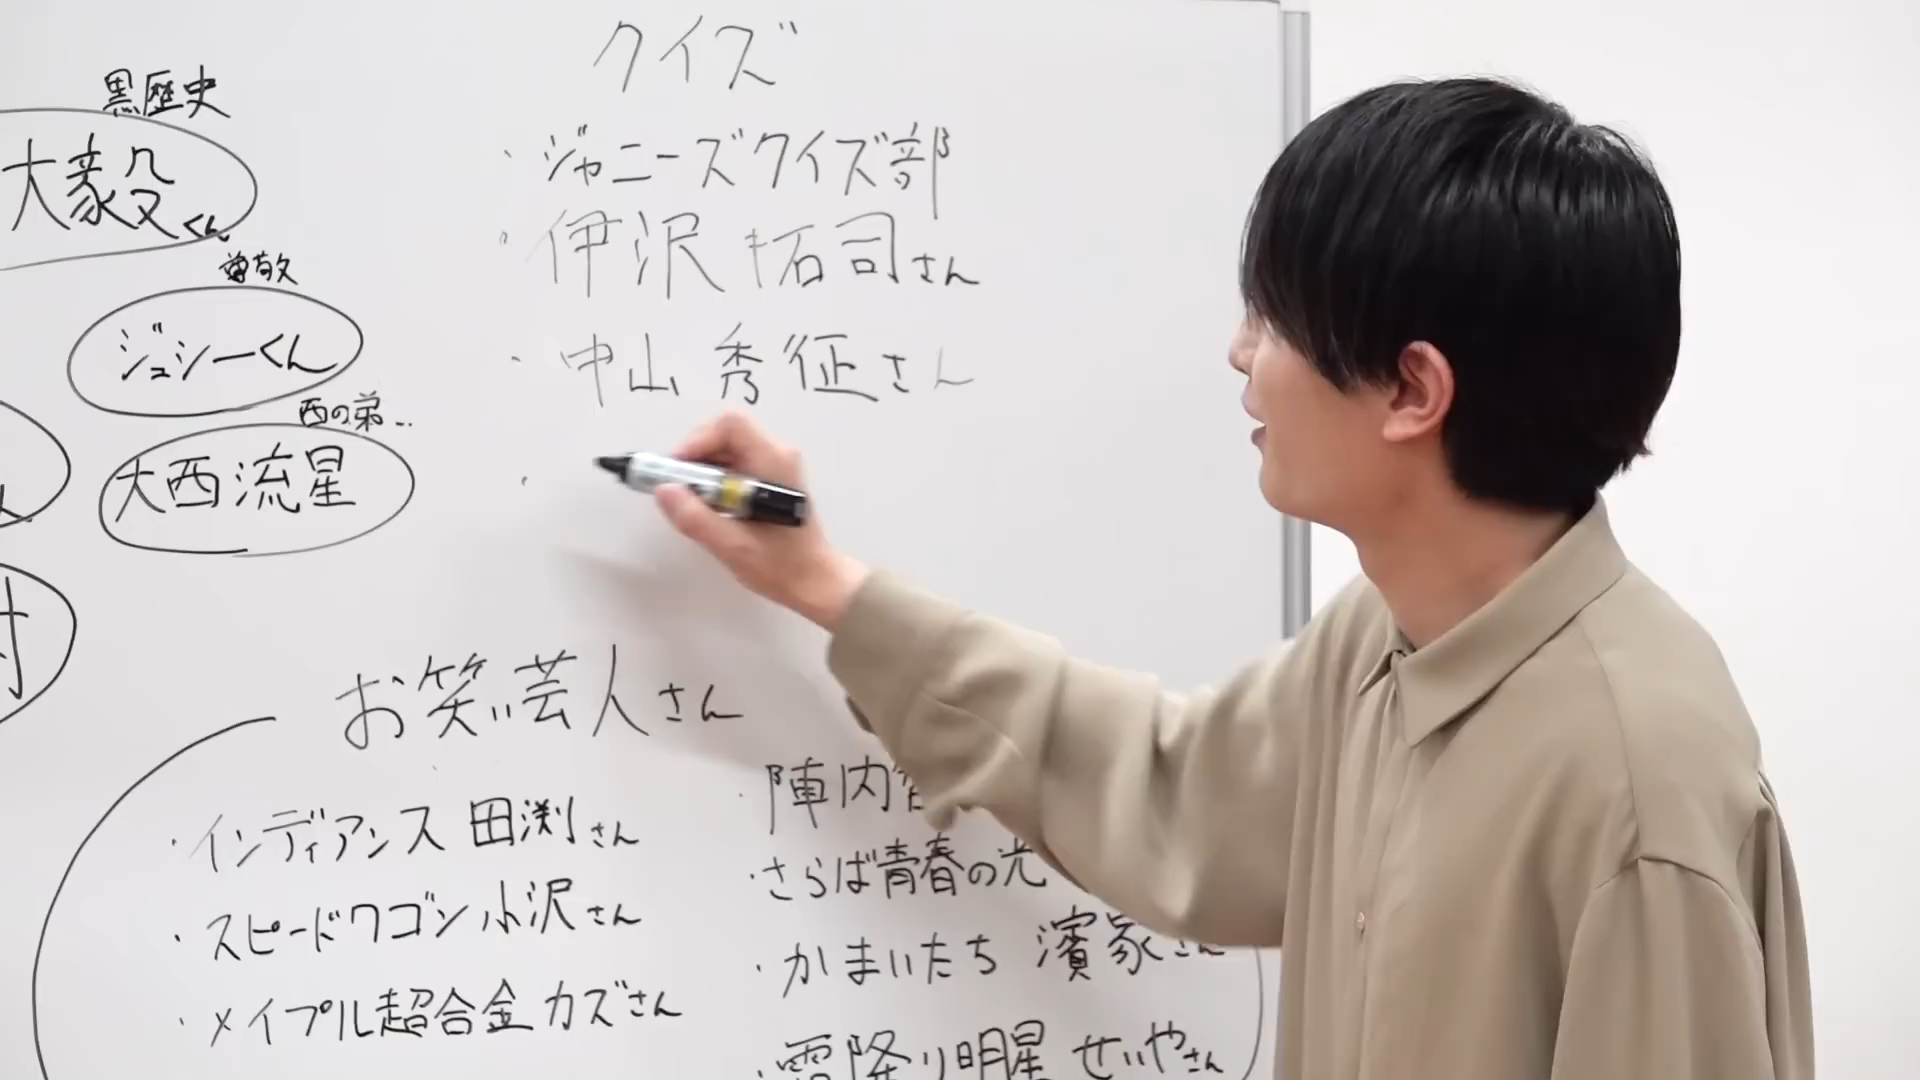 クイズ
・ジャニーズクイズ部
・伊沢拓司さん
・中山秀征さん
・
黒歴史
大毅くん
尊敬
ジェシーくん
西の弟…
大西流星
村
お笑い芸人さん
・インディアンス 田渕さん
・スピードワゴン 小沢さん
・メイプル超合金 カズさん
・陣内智
・さらば青春の光
・かまいたち 濱家さん
・霜降り明星 せいやさん